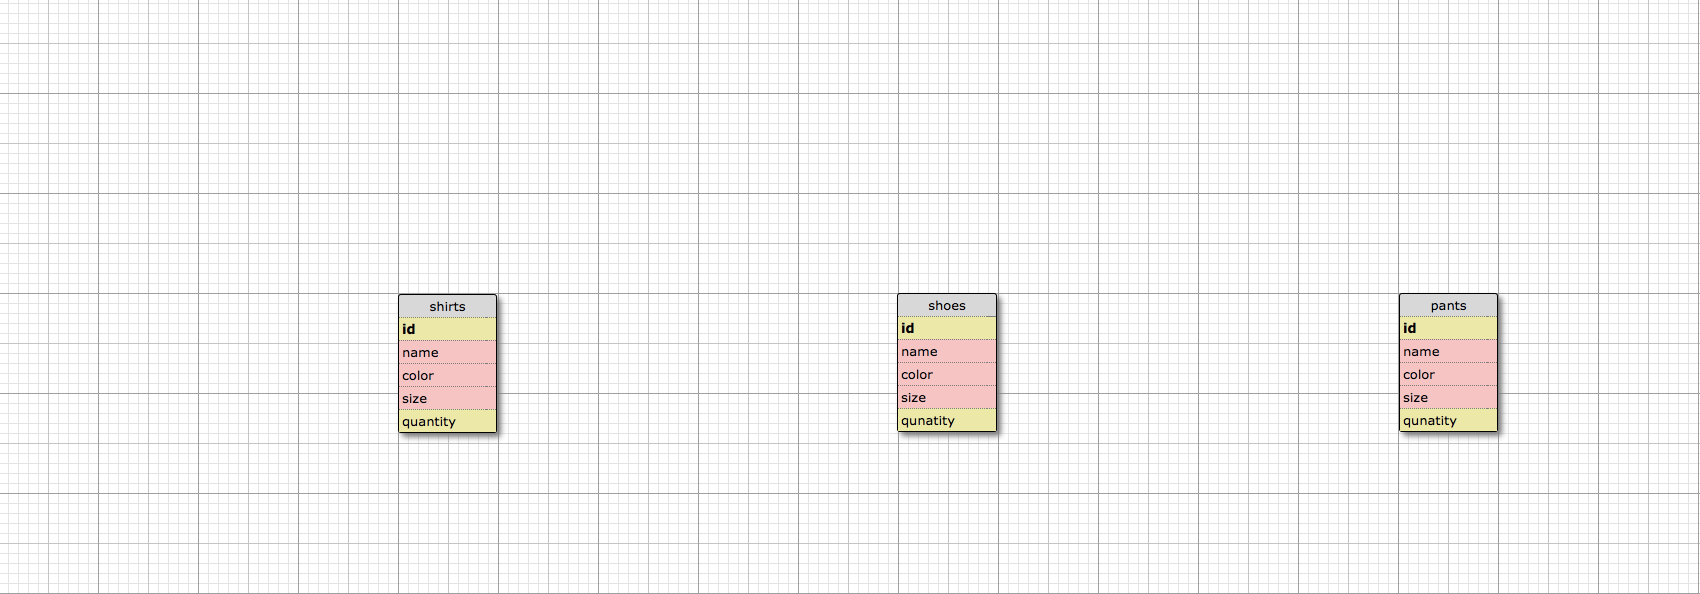 shirts
id
name
color
size
quantity
shoes
id
name
color
size
qunatity
pants
id
name
color
size
qunatity